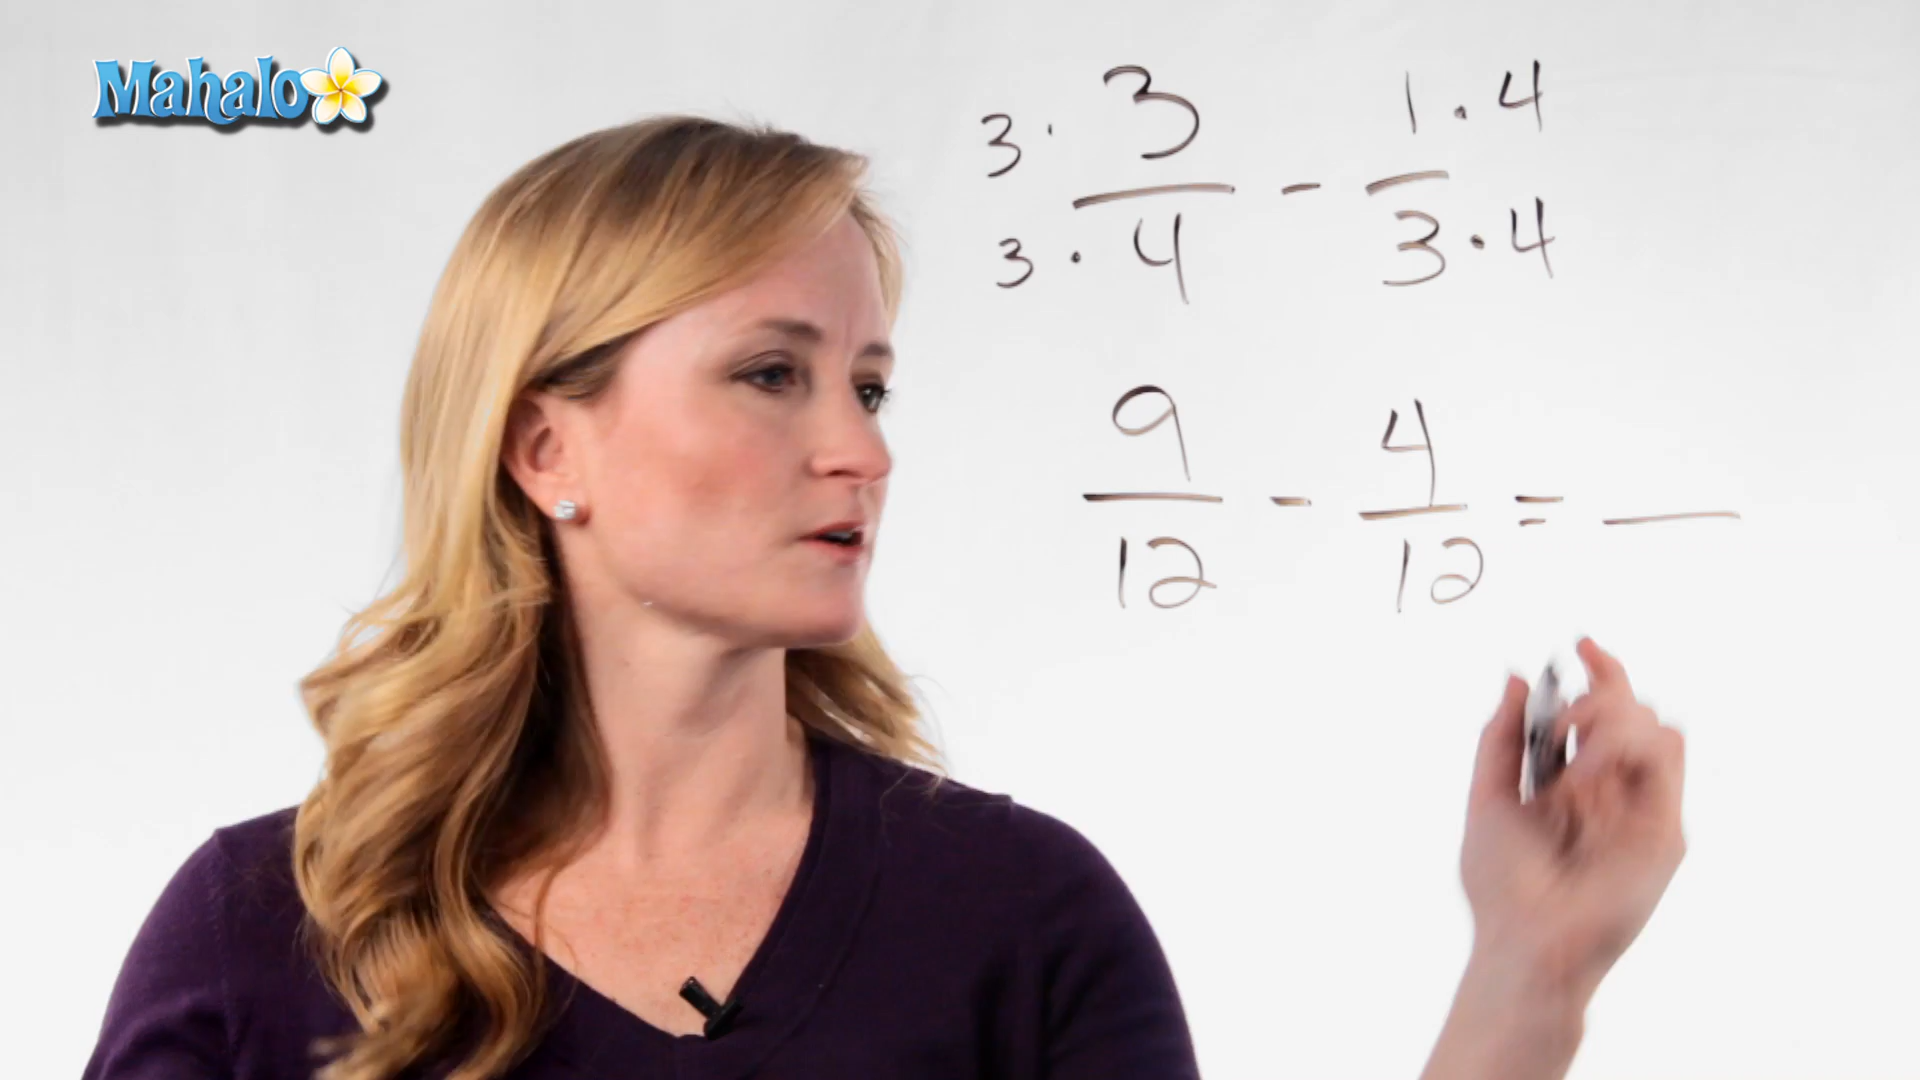 Mahalo
3 · 3 - 1 · 4
3 · 4 3 · 4
9 - 4 =
12 12